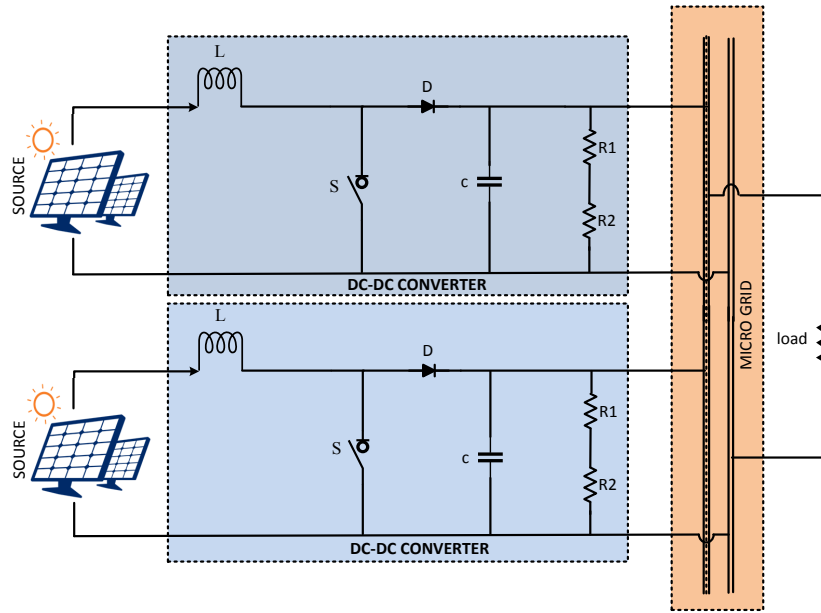 L
D
SOURCE
S
c
R1
R2
DC-DC CONVERTER
L
D
SOURCE
S
c
R1
R2
DC-DC CONVERTER
MICRO GRID
load